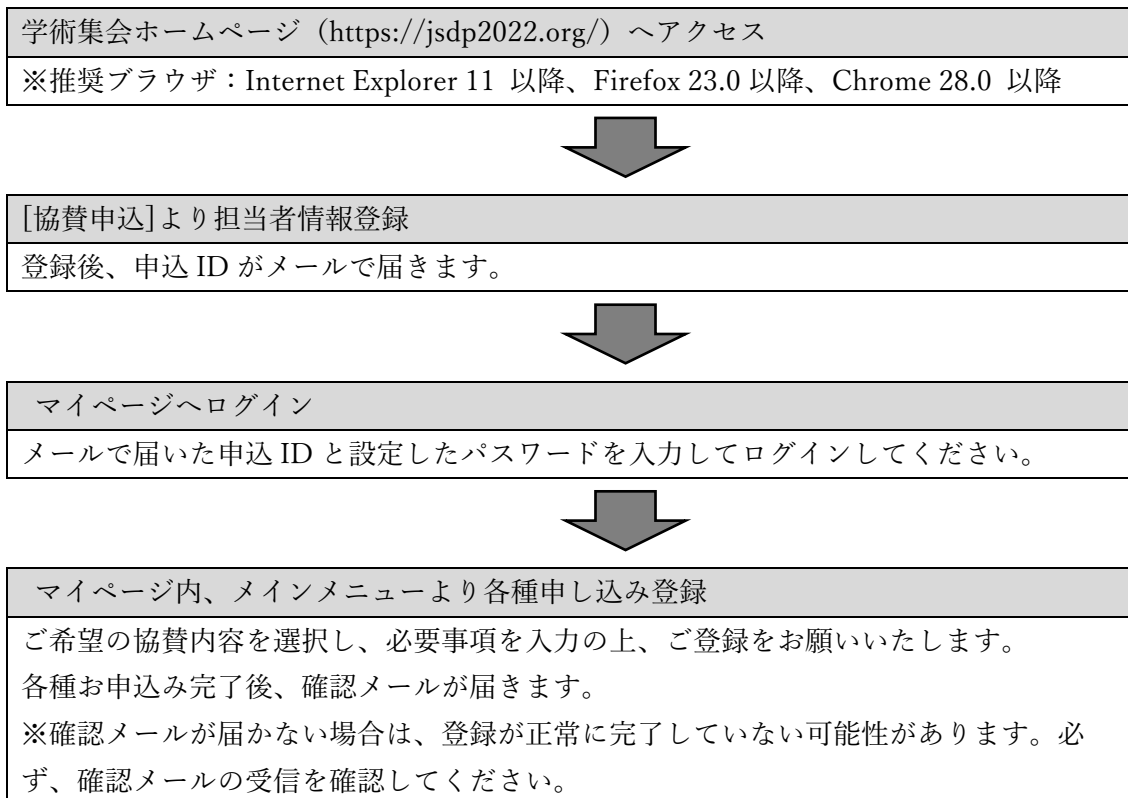 学術集会ホームページ（https://jsdp2022.org/）へアクセス
※推奨ブラウザ：Internet Explorer 11 以降、Firefox 23.0 以降、Chrome 28.0 以降
[協賛申込]より担当者情報登録
登録後、申込 ID がメールで届きます。
マイページへログイン
メールで届いた申込 ID と設定したパスワードを入力してログインしてください。
マイページ内、メインメニューより各種申し込み登録
ご希望の協賛内容を選択し、必要事項を入力の上、ご登録をお願いいたします。
各種お申込み完了後、確認メールが届きます。
※確認メールが届かない場合は、登録が正常に完了していない可能性があります。必
ず、確認メールの受信を確認してください。